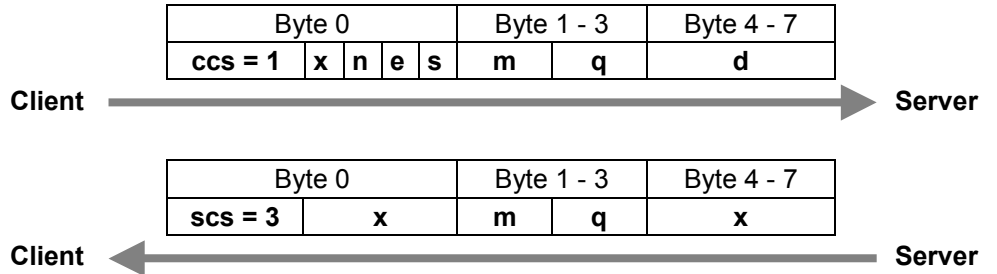 Byte 0 Byte 1 - 3 Byte 4 - 7
ccs = 1 x n e s m q d
Client Server
Byte 0 Byte 1 - 3 Byte 4 - 7
scs = 3 x m q x
Client Server